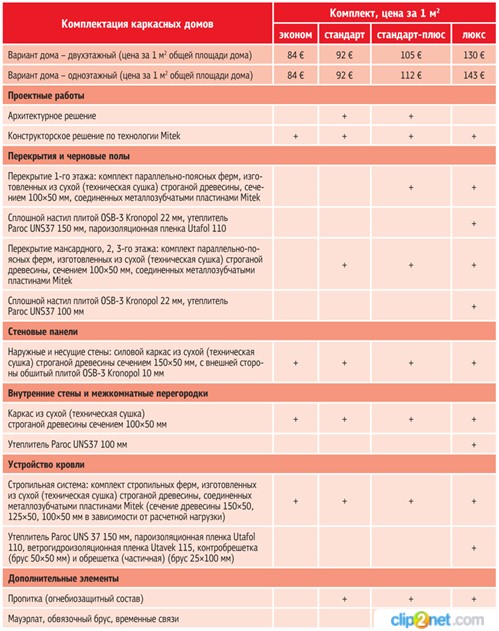 Комплектация каркасных домов
Комплект, цена за 1 м²
эконом стандарт стандарт-плюс люкс
Вариант дома – двухэтажный (цена за 1 м² общей площади дома) 84 € 92 € 105 € 130 €
Вариант дома – одноэтажный (цена за 1 м² общей площади дома) 84 € 92 € 112 € 143 €
Проектные работы
Архитектурное решение + +
Конструкторское решение по технологии Mitek + + + +
Перекрытия и черновые полы
Перекрытие 1-го этажа: комплект параллельно-поясных ферм, изго-
товленных из сухой (техническая сушка) строганой древесины, сече-
нием 100×50 мм, соединенных металлозубчатыми пластинами Mitek + +
Сплошной настил плитой OSB-3 Kronopol 22 мм, утеплитель
Paroc UNS37 150 мм, пароизоляционная пленка Utafol 110 +
Перекрытие мансардного, 2, 3-го этажа: комплект параллельно-по-
ясных ферм, изготовленных из сухой (техническая сушка) строганой
древесины, сечением 100×50 мм, соединенных металлозубчатыми
пластинами Mitek + + +
Сплошной настил плитой OSB-3 Kronopol 22 мм, утеплитель
Paroc UNS37 100 мм +
Стеновые панели
Наружные и несущие стены: силовой каркас из сухой (техническая
сушка) строганой древесины сечением 150×50 мм, с внешней сторо-
ны обшитый плитой OSB-3 Kronopol 10 мм + + + +
Внутренние стены и межкомнатные перегородки
Каркас из сухой (техническая сушка)
строганой древесины сечением 100×50 мм + + + +
Утеплитель Paroc UNS37 100 мм +
Устройство кровли
Стропильная система: комплект стропильных ферм, изготовленных
из сухой (техническая сушка) строганой древесины, соединенных
металлозубчатыми пластинами Mitek (сечение древесины 150×50,
125×50, 100×50 мм в зависимости от расчетной нагрузки) + + + +
Утеплитель Paroc UNS 37 150 мм, пароизоляционная пленка Utafol
110, ветрогидроизоляционная пленка Utavek 115, контробрешетка
(брус 50×50 мм) и обрешетка (частичная) (брус 25×100 мм) +
Дополнительные элементы
Пропитка (огнебиозащитный состав) + + +
Мауэрлат, обвязочный брус, временные связи
clip2net.com